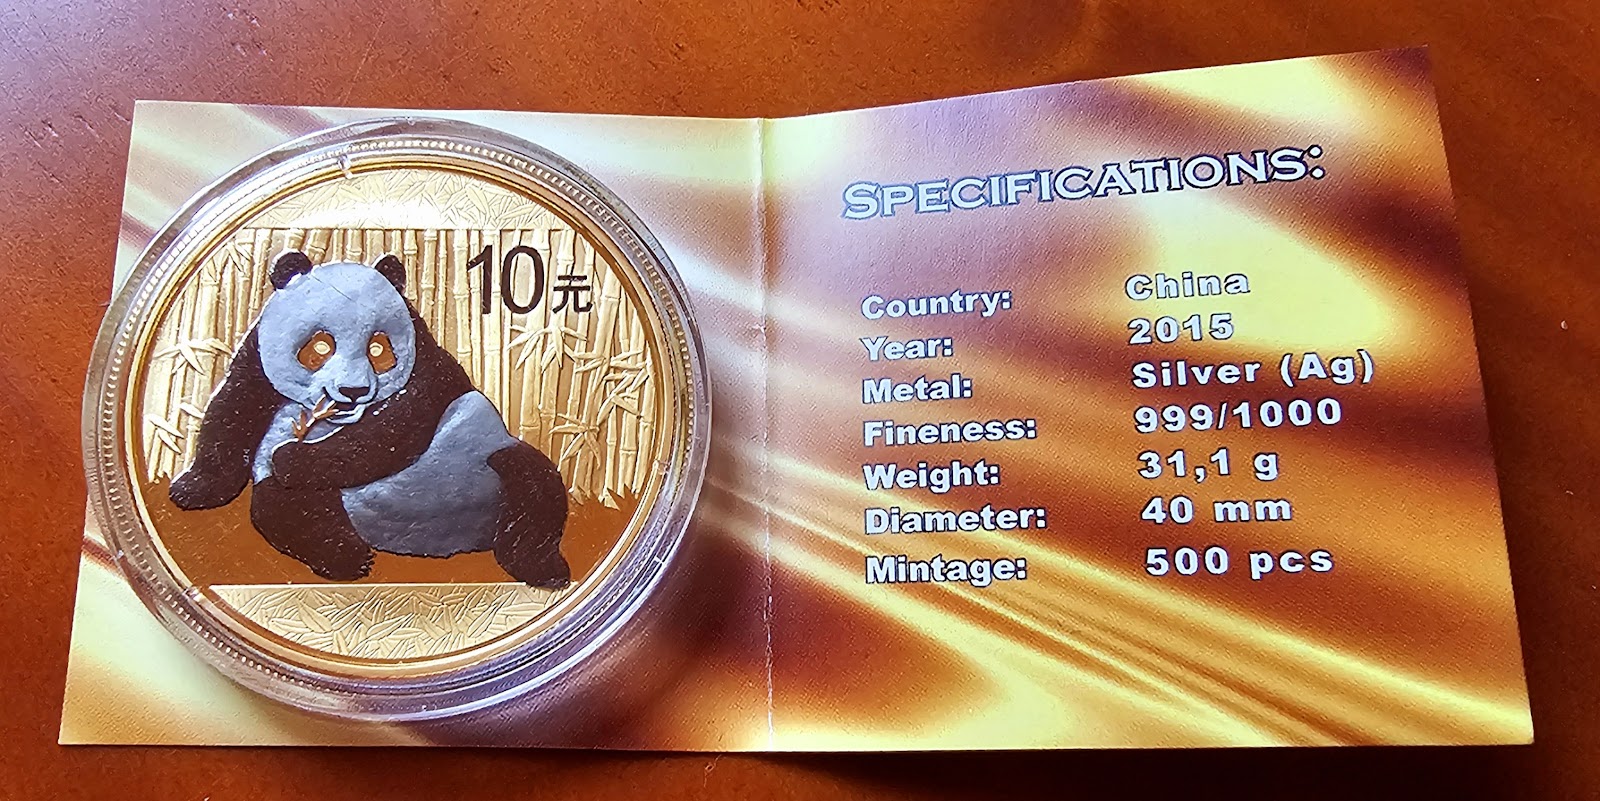 10元
SPECIFICATIONS:
Country: China
Year: 2015
Metal: Silver (Ag)
Fineness: 999/1000
Weight: 31,1 g
Diameter: 40 mm
Mintage: 500 pcs